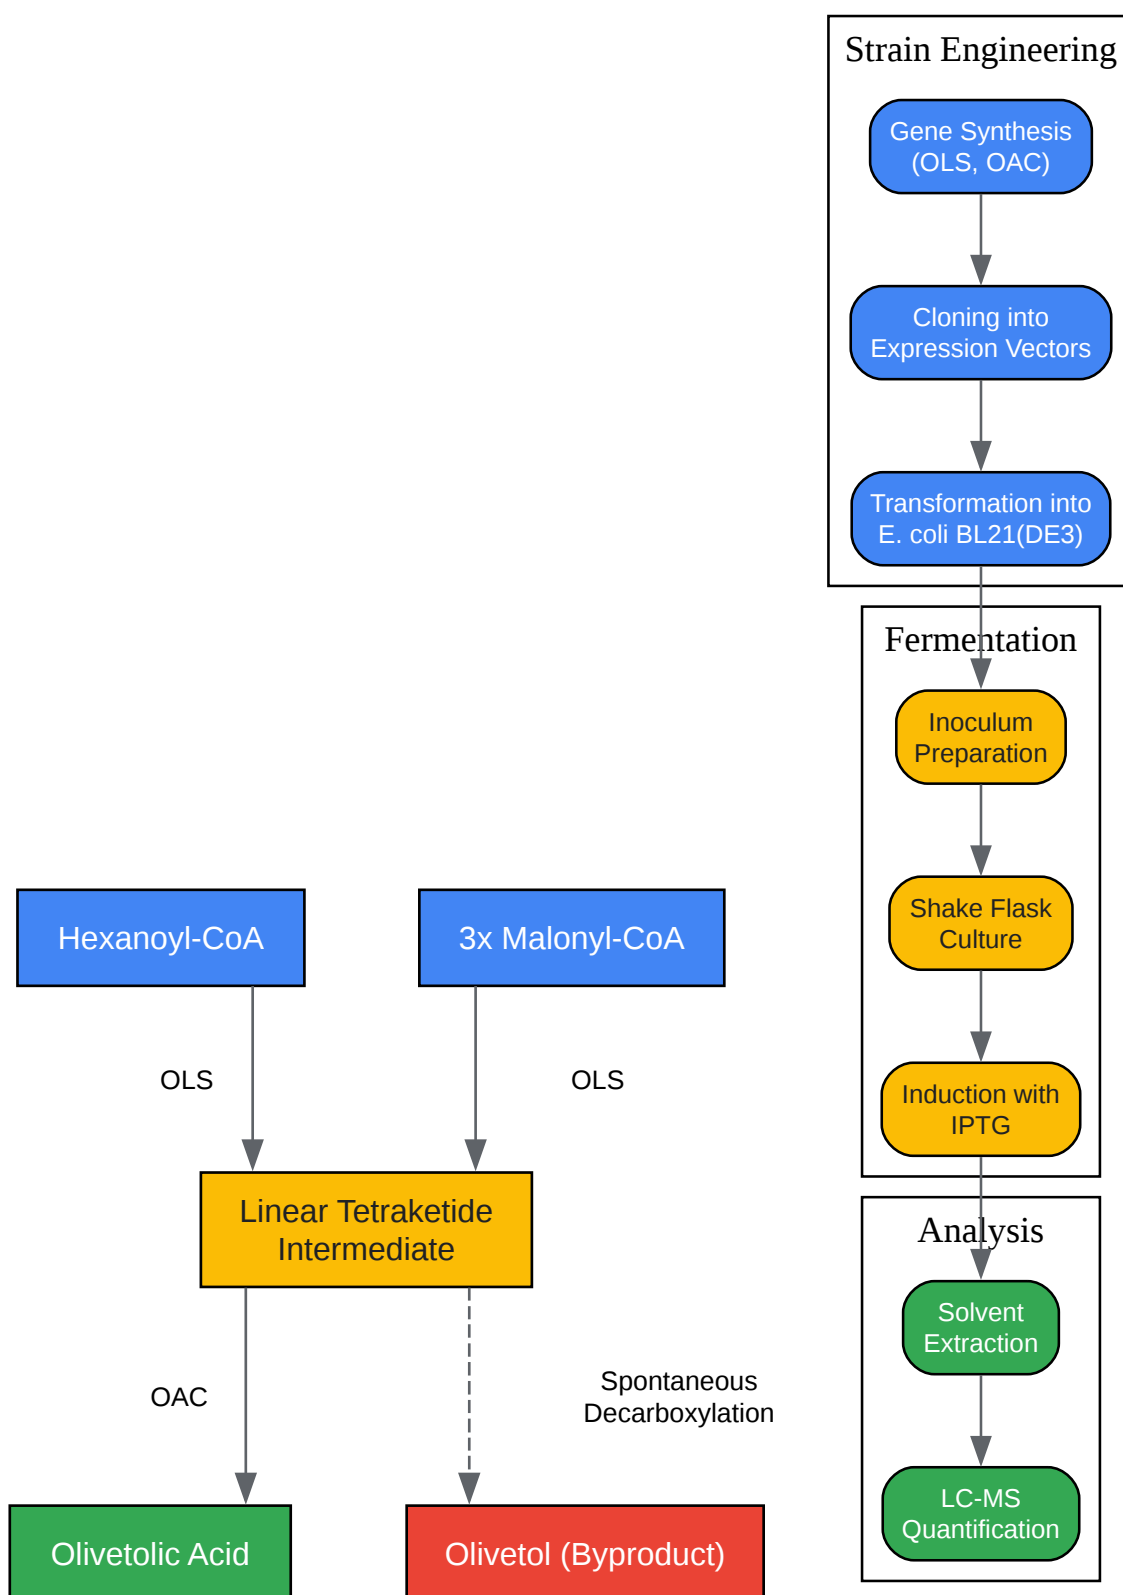 Strain Engineering
Gene Synthesis
(OLS, OAC)
Cloning into
Expression Vectors
Transformation into
E. coli BL21(DE3)
Fermentation
Inoculum
Preparation
Shake Flask
Culture
Induction with
IPTG
Analysis
Solvent
Extraction
LC-MS
Quantification
Hexanoyl-CoA
3x Malonyl-CoA
OLS
OLS
Linear Tetraketide
Intermediate
OAC
Spontaneous
Decarboxylation
Olivetolic Acid
Olivetol (Byproduct)